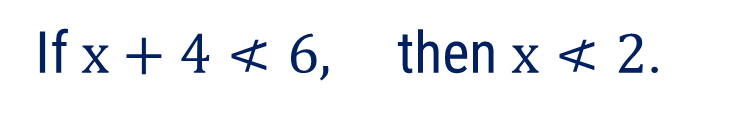 If x + 4 ≮ 6, then x ≮ 2.